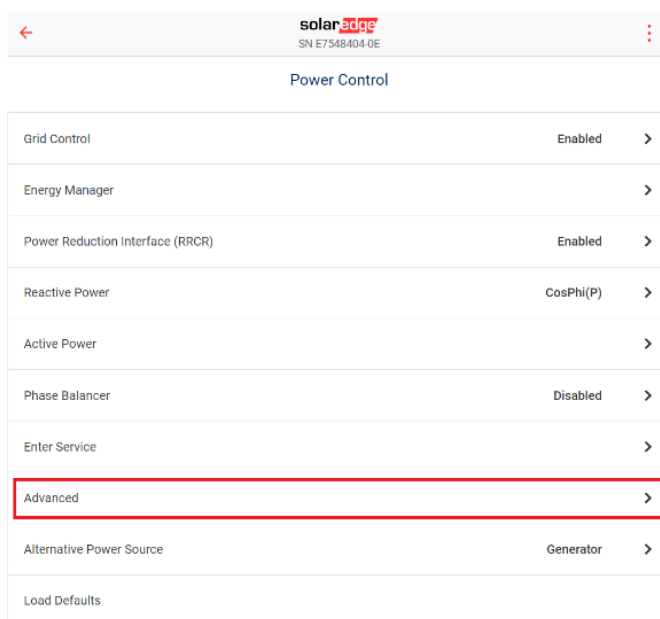 solaredge
SN E7548404-0E
Power Control
Grid Control Enabled
Energy Manager
Power Reduction Interface (RRCR) Enabled
Reactive Power CosPhi(P)
Active Power
Phase Balancer Disabled
Enter Service
Advanced
Alternative Power Source Generator
Load Defaults